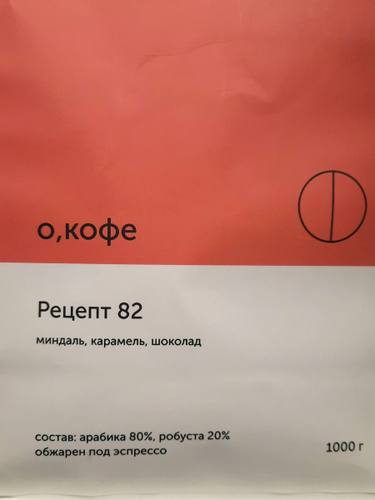 о,кофе
Рецепт 82
миндаль, карамель, шоколад
состав: арабика 80%, робуста 20%
обжарен под эспрессо
1000 г